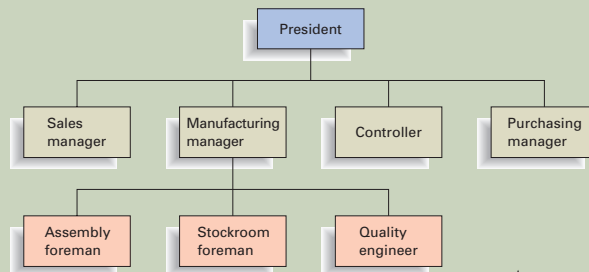 President
Sales
manager
Manufacturing
manager
Controller
Purchasing
manager
Assembly
foreman
Stockroom
foreman
Quality
engineer